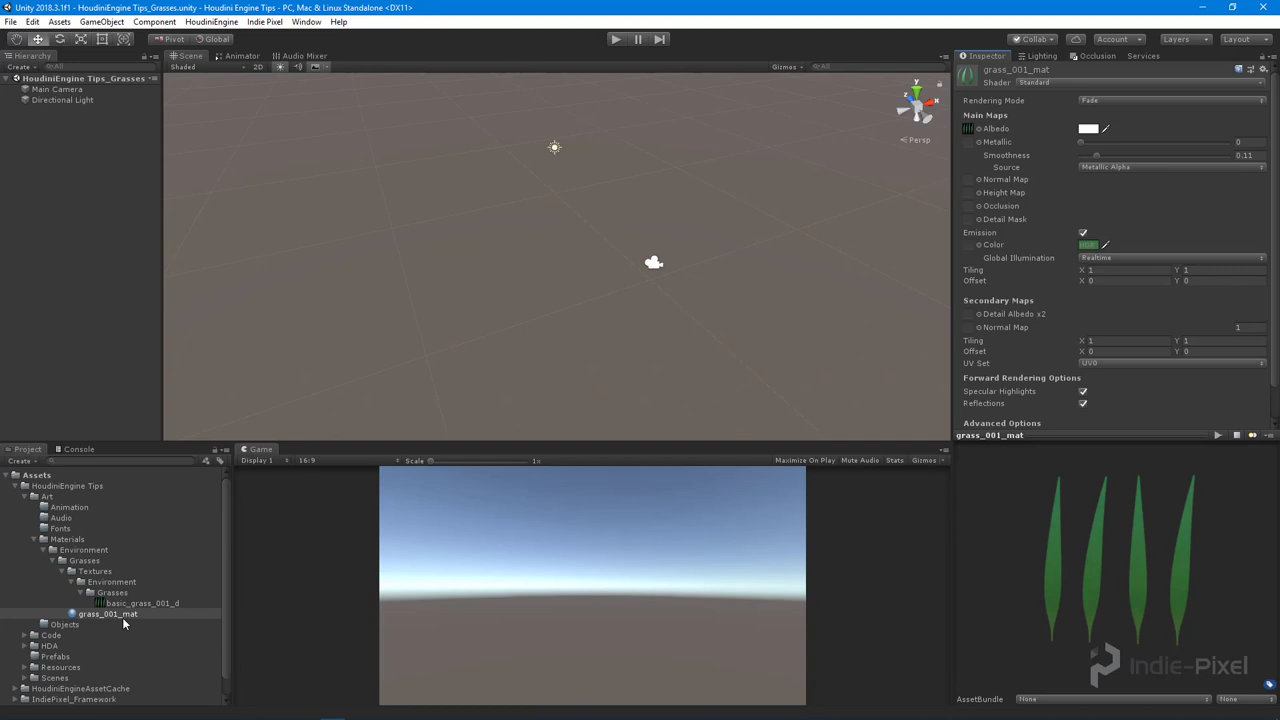 Unity 2018.3.1f1 - HoudiniEngine Tips_Grasses.unity - Houdini Engine Tips - PC, Mac & Linux Standalone <DX11>
File Edit Assets GameObject Component HoudiniEngine Indie Pixel Window Help
Pivot Global Collab Account Layers Layout
Hierarchy Scene Animator Audio Mixer Inspector Lighting Occlusion Services
Create All Shaded 2D Gizmos All
HoudiniEngine Tips_Grasses
Main Camera
Directional Light
y
x
z
Persp
grass_001_mat
Shader Standard
Rendering Mode Fade
Main Maps
Albedo
Metallic 0
Smoothness 0.11
Source Metallic Alpha
Normal Map
Height Map
Occlusion
Detail Mask
Emission
Color HDR
Global Illumination Realtime
Tiling X 1 Y 1
Offset X 0 Y 0
Secondary Maps
Detail Albedo x2
Normal Map 1
Tiling X 1 Y 1
Offset X 0 Y 0
UV Set UV0
Forward Rendering Options
Specular Highlights
Reflections
Advanced Options
grass_001_mat
Project Console Game
Create Display 1 16:9 Scale 1x Maximize On Play Mute Audio Stats Gizmos
Assets
HoudiniEngine Tips
Art
Animation
Audio
Fonts
Materials
Environment
Grasses
Textures
Environment
Grasses
basic_grass_001_d
grass_001_mat
Objects
Code
HDA
Prefabs
Resources
Scenes
HoudiniEngineAssetCache
IndiePixel_Framework
Indie-Pixel
AssetBundle None None